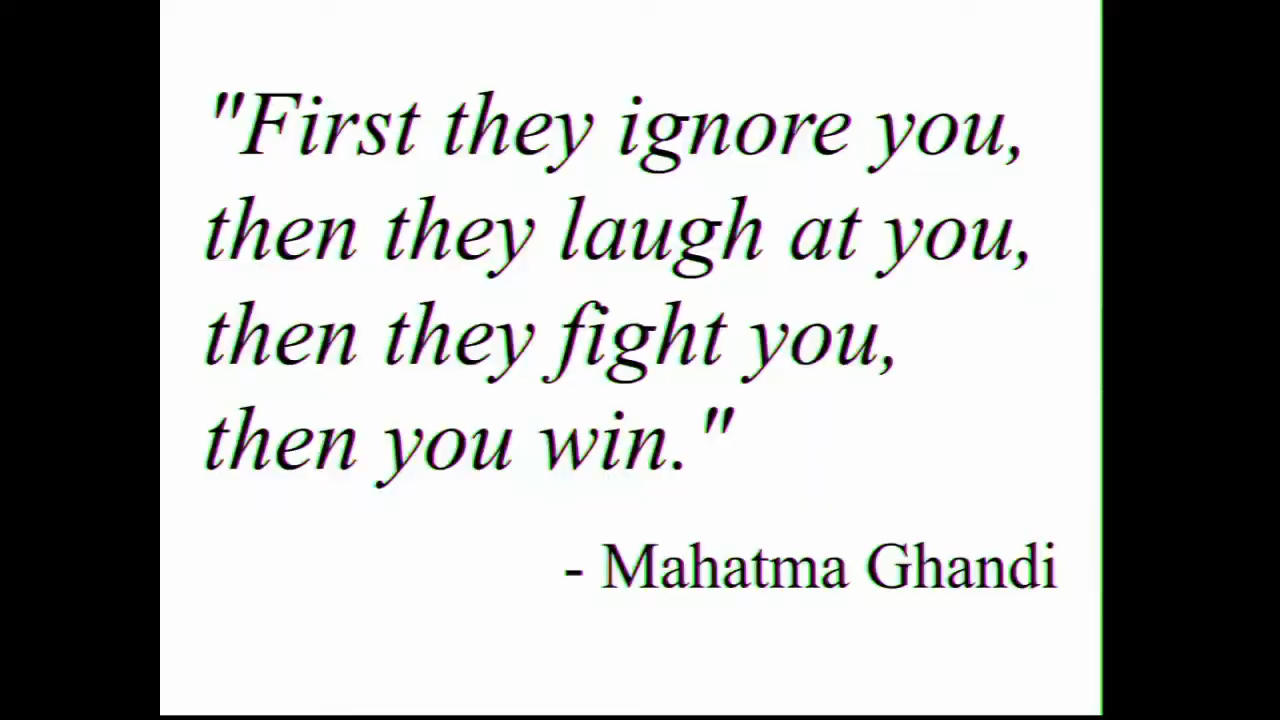 "First they ignore you,
then they laugh at you,
then they fight you,
then you win."
- Mahatma Ghandi